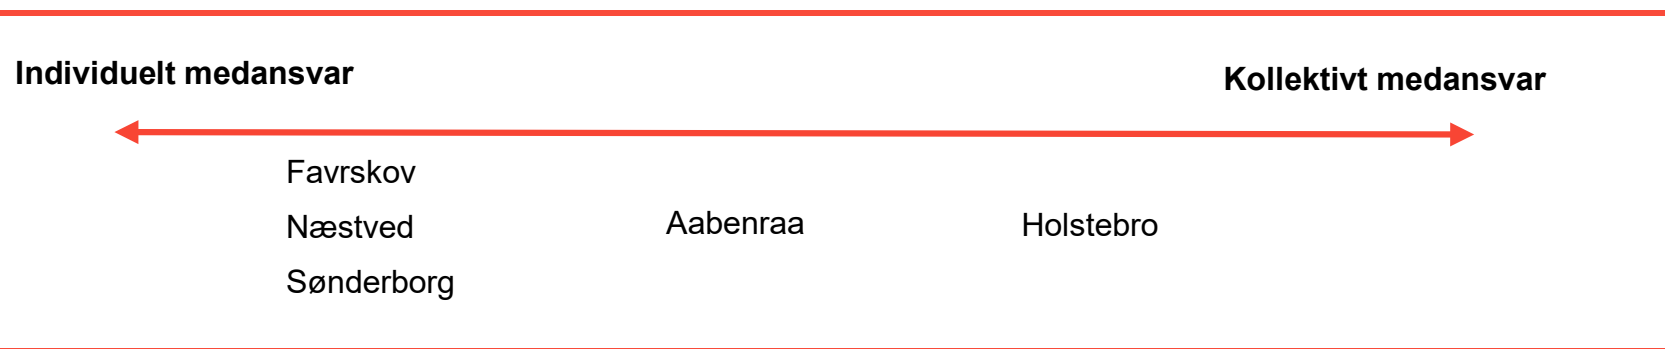 Individuelt medansvar
Kollektivt medansvar
Favrskov
Næstved
Sønderborg
Aabenraa
Holstebro